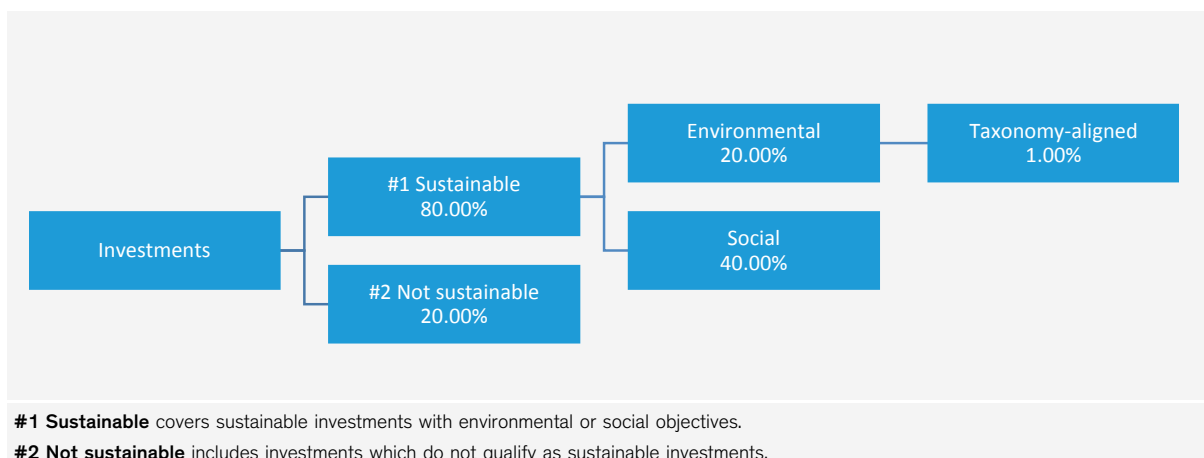 Environmental
20.00%
Taxonomy-aligned
1.00%
#1 Sustainable
80.00%
Investments
Social
40.00%
#2 Not sustainable
20.00%
#1 Sustainable covers sustainable investments with environmental or social objectives.
#2 Not sustainable includes investments which do not qualify as sustainable investments.